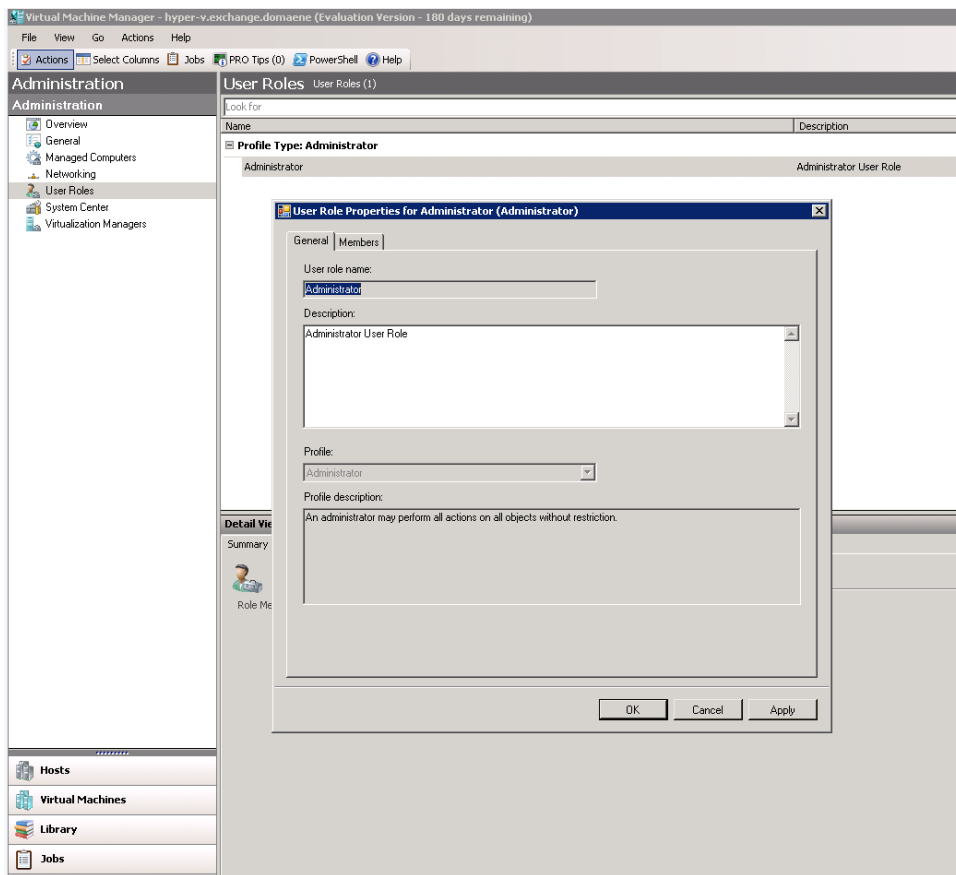 Virtual Machine Manager - hyper-v.exchange.domaene (Evaluation Version - 180 days remaining)
File View Go Actions Help
Actions Select Columns Jobs PRO Tips (0) PowerShell Help
Administration
Administration
Overview
General
Managed Computers
Networking
User Roles
System Center
Virtualization Managers
Hosts
Virtual Machines
Library
Jobs
User Roles User Roles (1)
Look for
Name Description
Profile Type: Administrator
Administrator Administrator User Role
User Role Properties for Administrator (Administrator)
General Members
User role name:
Administrator
Description:
Administrator User Role
Profile:
Administrator
Profile description:
An administrator may perform all actions on all objects without restriction.
OK Cancel Apply
Detail Vie
Summary
Role Me